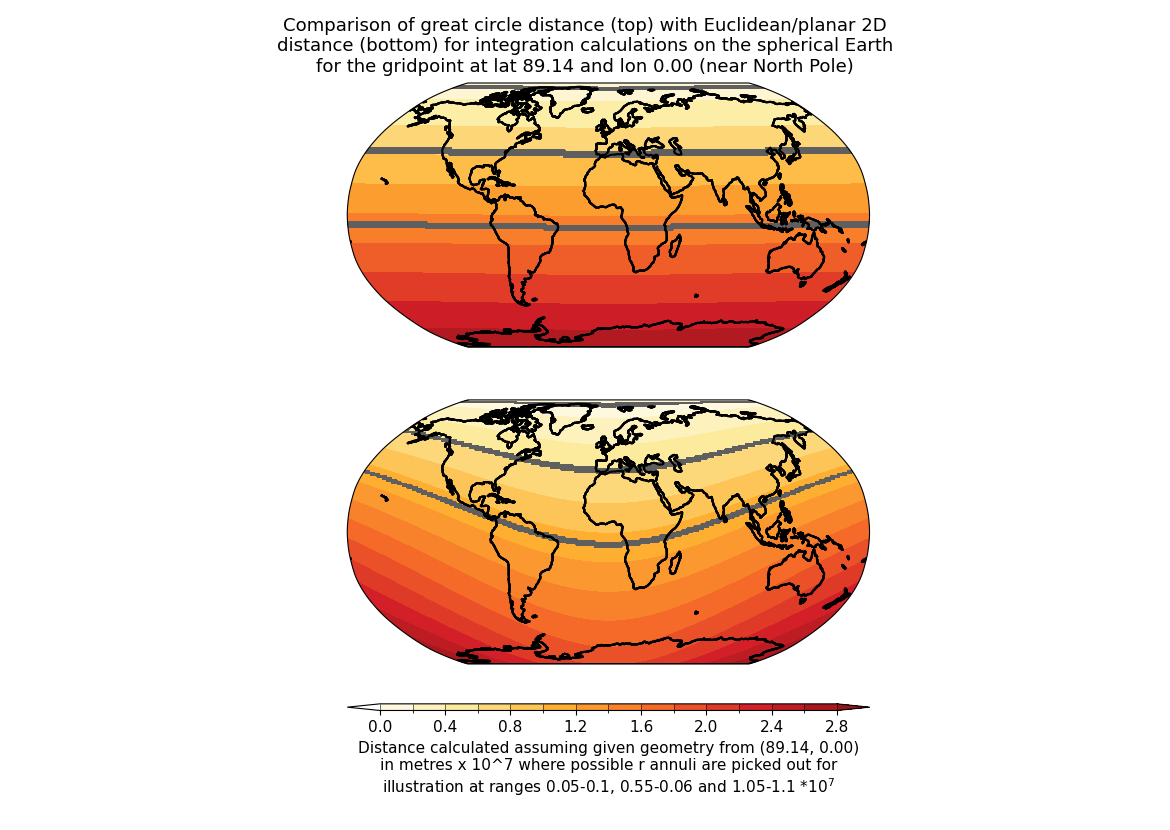 Comparison of great circle distance (top) with Euclidean/planar 2D
distance (bottom) for integration calculations on the spherical Earth
for the gridpoint at lat 89.14 and lon 0.00 (near North Pole)
0.0 0.4 0.8 1.2 1.6 2.0 2.4 2.8
Distance calculated assuming given geometry from (89.14, 0.00)
in metres x 10^7 where possible r annuli are picked out for
illustration at ranges 0.05-0.1, 0.55-0.06 and 1.05-1.1 *10⁷